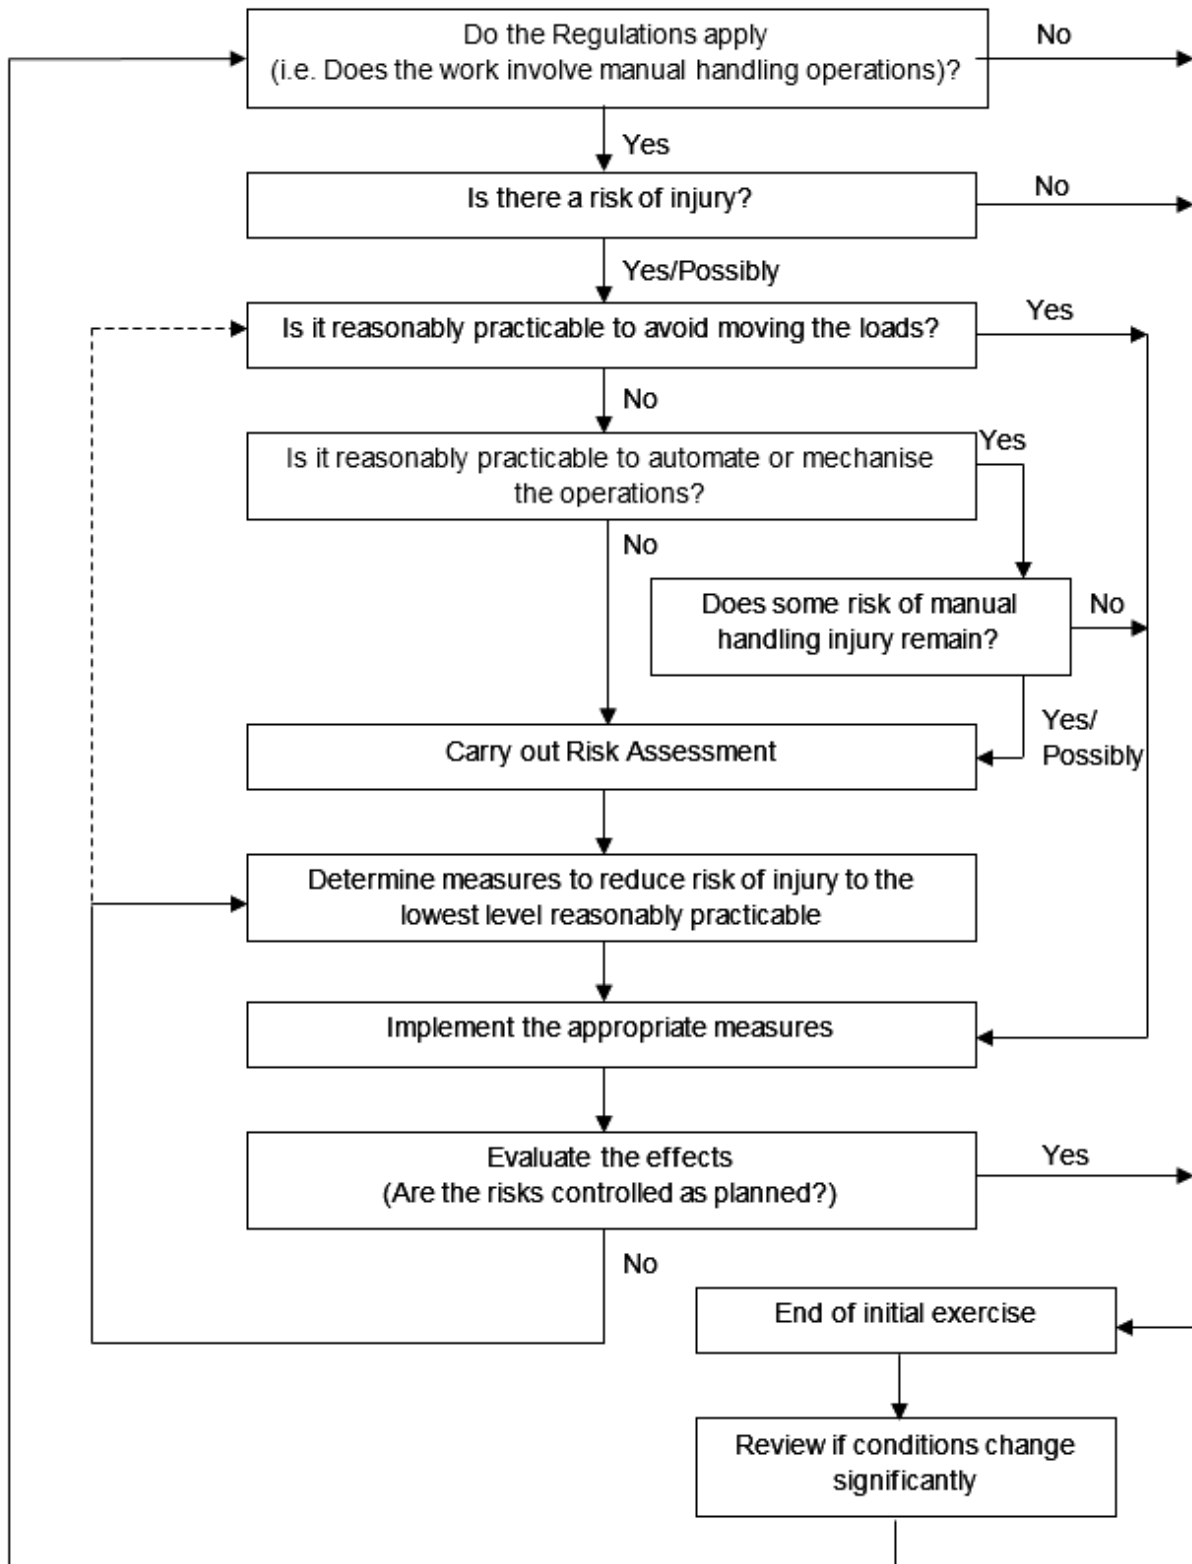 Do the Regulations apply
(i.e. Does the work involve manual handling operations)?
No
Yes
Is there a risk of injury?
No
Yes/Possibly
Is it reasonably practicable to avoid moving the loads?
Yes
No
Is it reasonably practicable to automate or mechanise
the operations?
Yes
No
Does some risk of manual
handling injury remain?
No
Yes/
Possibly
Carry out Risk Assessment
Determine measures to reduce risk of injury to the
lowest level reasonably practicable
Implement the appropriate measures
Evaluate the effects
(Are the risks controlled as planned?)
Yes
No
End of initial exercise
Review if conditions change
significantly